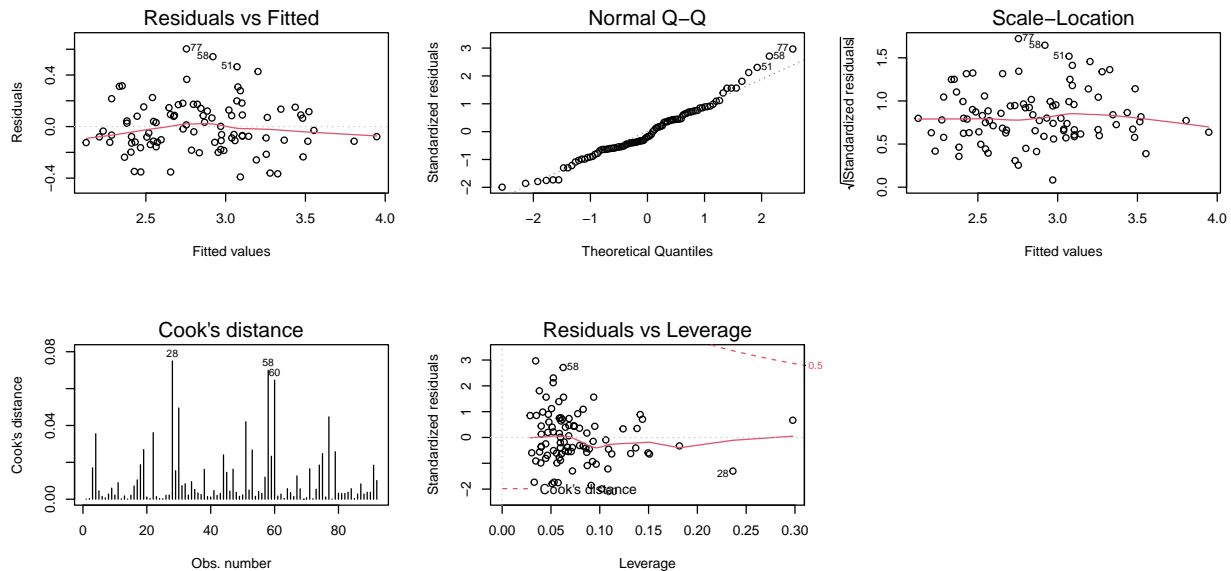 Residuals vs Fitted
Residuals
0.4
0.0
−0.4
77
58
51
2.5 3.0 3.5 4.0
Fitted values
Normal Q−Q
Standardized residuals
3
2
1
0
−1
−2
77
58
51
−2 −1 0 1 2
Theoretical Quantiles
Scale−Location
√|Standardized residuals|
1.5
1.0
0.5
0.0
77
58
51
2.5 3.0 3.5 4.0
Fitted values
Cook's distance
Cook's distance
0.08
0.04
0.00
28
58
60
0 20 40 60 80
Obs. number
Residuals vs Leverage
Standardized residuals
3
2
1
0
−1
−2
58
28
60
0.5
Cook's distance
0.00 0.05 0.10 0.15 0.20 0.25 0.30
Leverage